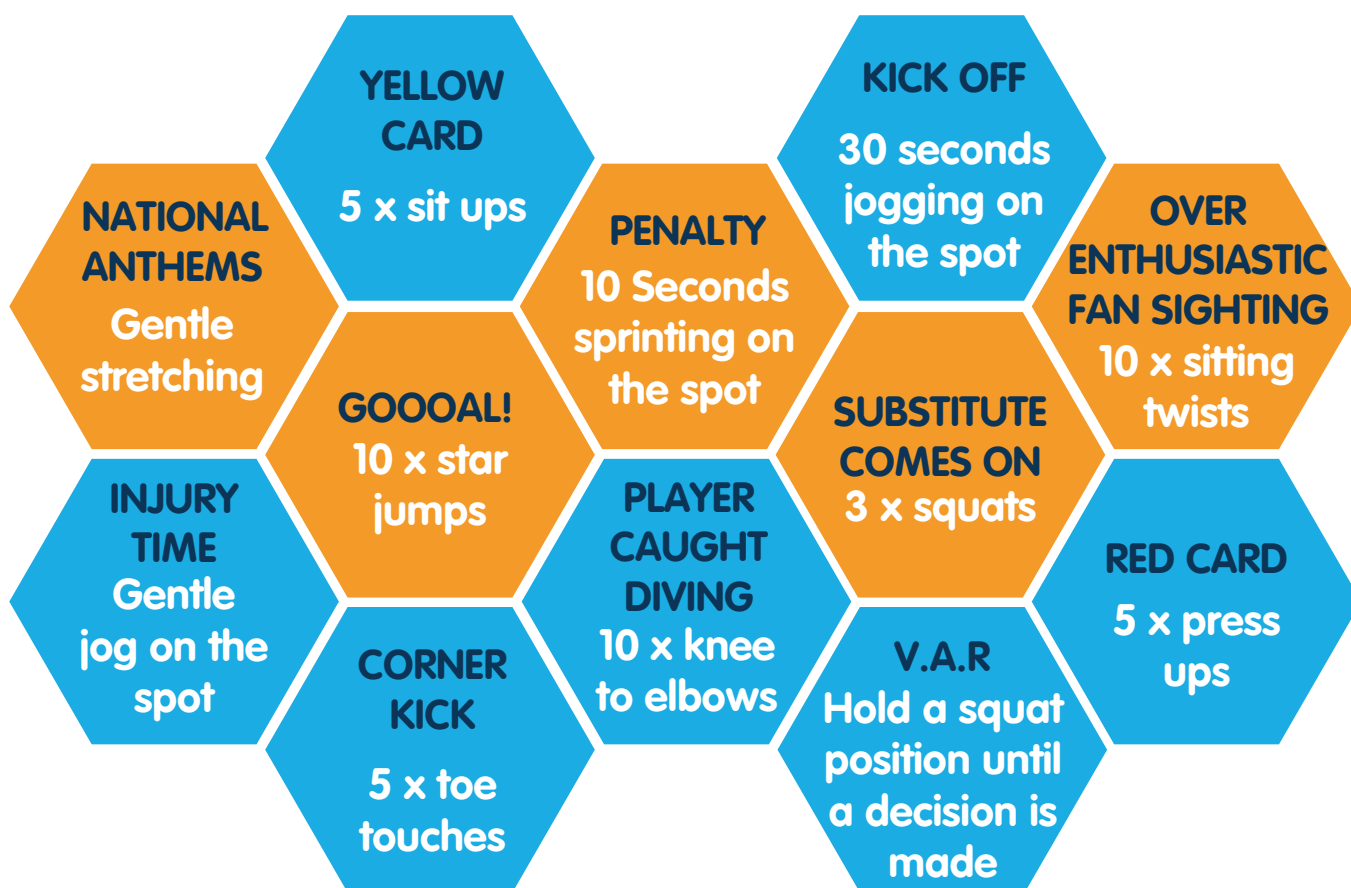 YELLOW
CARD
5 x sit ups
KICK OFF
30 seconds
jogging on
the spot
NATIONAL
ANTHEMS
Gentle
stretching
PENALTY
10 Seconds
sprinting on
the spot
OVER
ENTHUSIASTIC
FAN SIGHTING
10 x sitting
twists
GOOOAL!
10 x star
jumps
SUBSTITUTE
COMES ON
3 x squats
INJURY
TIME
Gentle
jog on the
spot
PLAYER
CAUGHT
DIVING
10 x knee
to elbows
RED CARD
5 x press
ups
CORNER
KICK
5 x toe
touches
V.A.R
Hold a squat
position until
a decision is
made